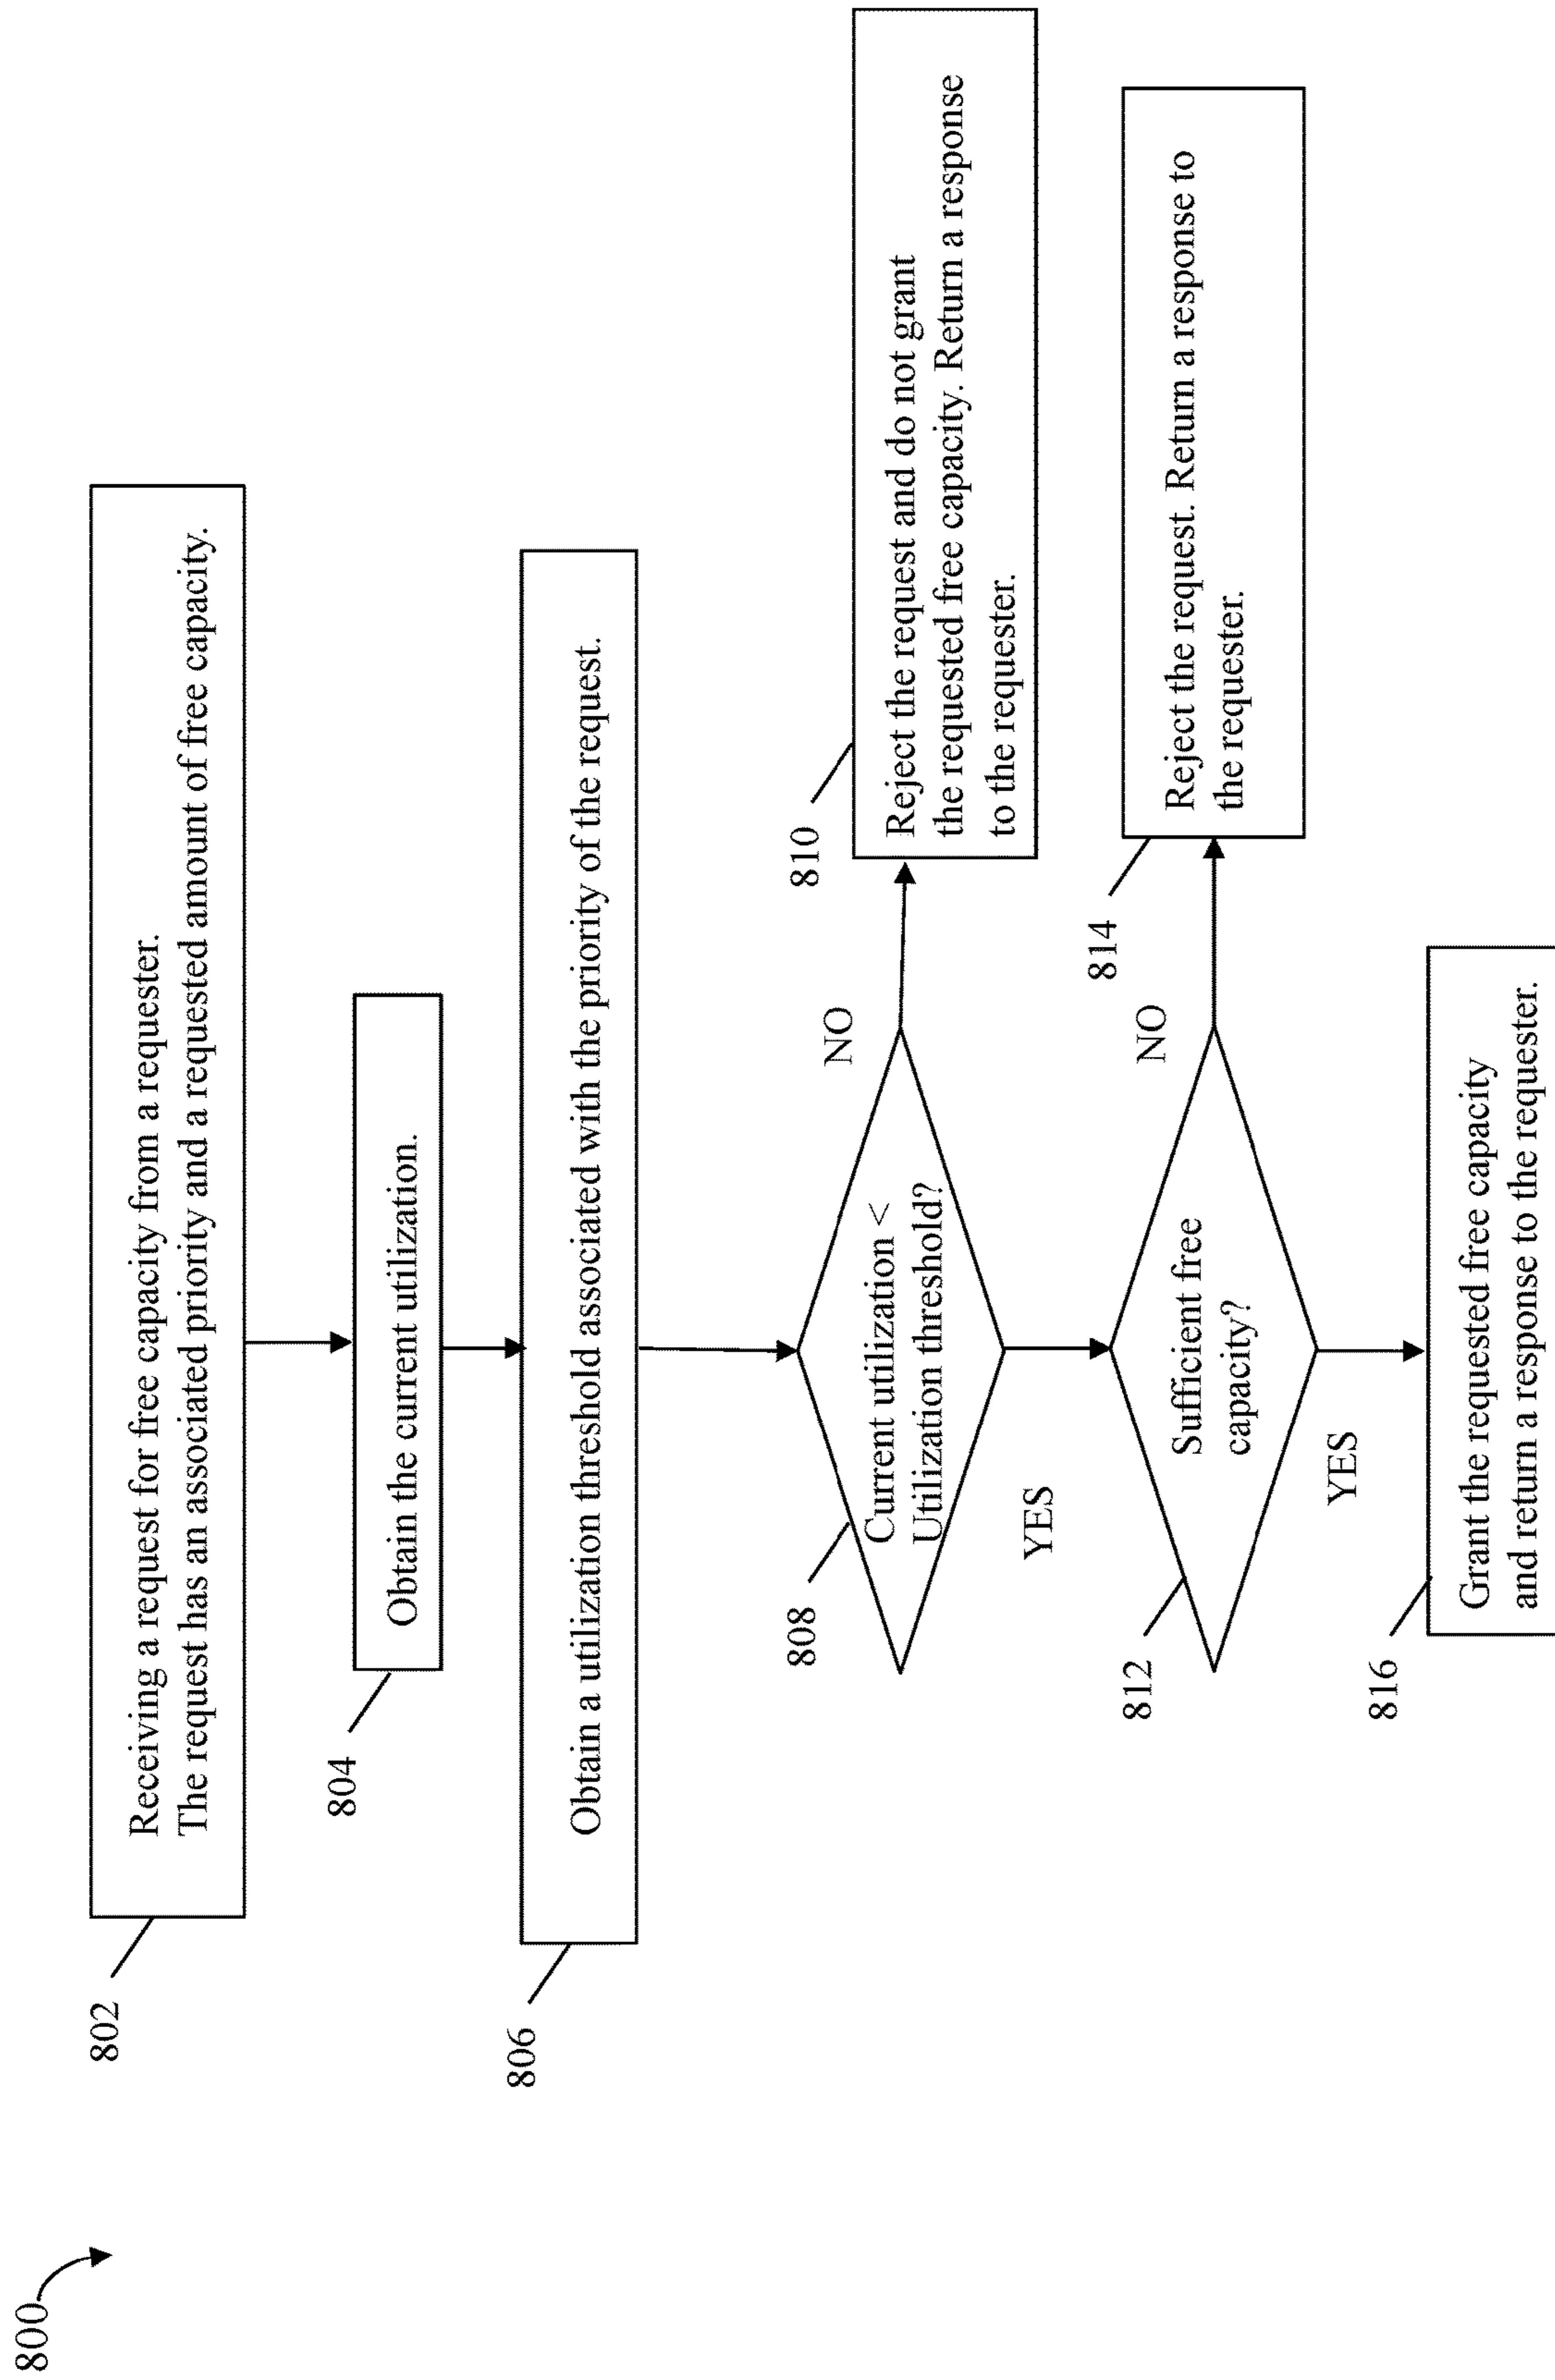 800
802
Receiving a request for free capacity from a requester.
The request has an associated priority and a requested amount of free capacity.
804
Obtain the current utilization.
806
Obtain a utilization threshold associated with the priority of the request.
808
Current utilization <
Utilization threshold?
NO
810
Reject the request and do not grant
the requested free capacity. Return a response
to the requester.
YES
812
Sufficient free
capacity?
NO
814
Reject the request. Return a response to
the requester.
YES
816
Grant the requested free capacity
and return a response to the requester.